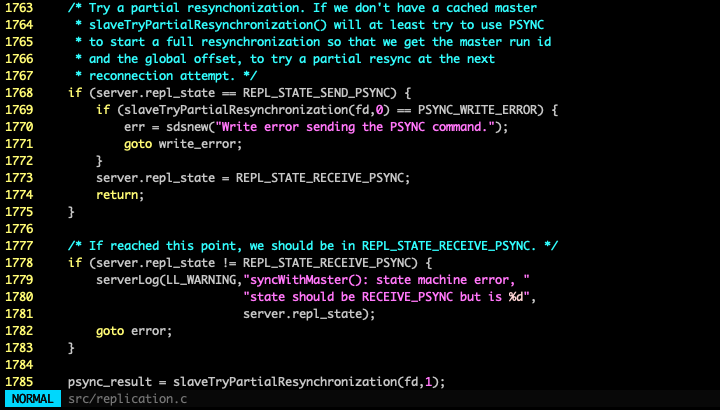 1763     /* Try a partial resynchonization. If we don't have a cached master
1764      * slaveTryPartialResynchronization() will at least try to use PSYNC
1765      * to start a full resynchronization so that we get the master run id
1766      * and the global offset, to try a partial resync at the next
1767      * reconnection attempt. */
1768     if (server.repl_state == REPL_STATE_SEND_PSYNC) {
1769         if (slaveTryPartialResynchronization(fd,0) == PSYNC_WRITE_ERROR) {
1770             err = sdsnew("Write error sending the PSYNC command.");
1771             goto write_error;
1772         }
1773         server.repl_state = REPL_STATE_RECEIVE_PSYNC;
1774         return;
1775     }
1776
1777     /* If reached this point, we should be in REPL_STATE_RECEIVE_PSYNC. */
1778     if (server.repl_state != REPL_STATE_RECEIVE_PSYNC) {
1779         serverLog(LL_WARNING,"syncWithMaster(): state machine error, "
1780                              "state should be RECEIVE_PSYNC but is %d",
1781                              server.repl_state);
1782         goto error;
1783     }
1784
1785     psync_result = slaveTryPartialResynchronization(fd,1);
NORMAL src/replication.c